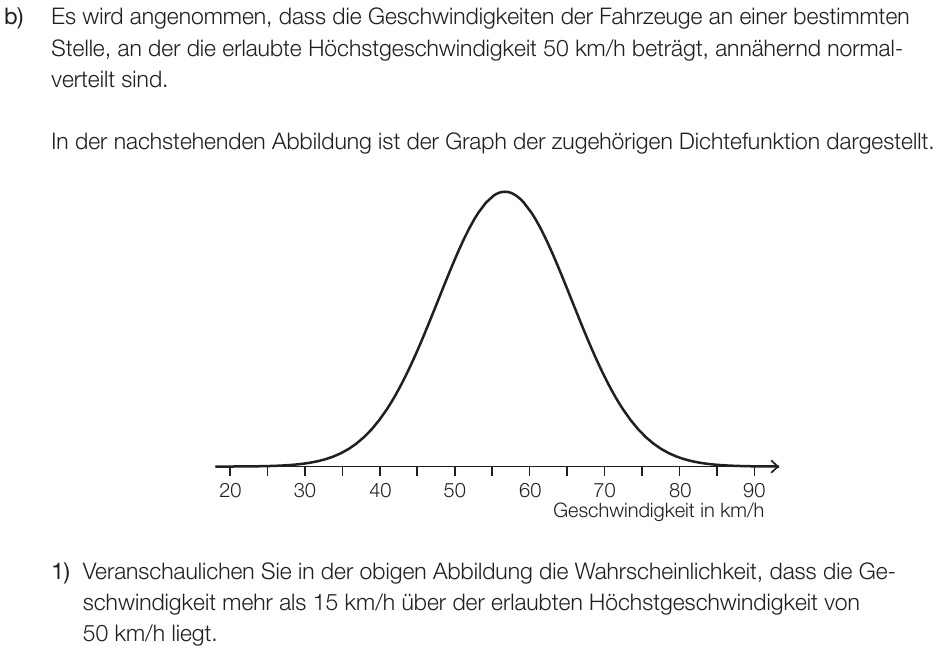 b) Es wird angenommen, dass die Geschwindigkeiten der Fahrzeuge an einer bestimmten
Stelle, an der die erlaubte Höchstgeschwindigkeit 50 km/h beträgt, annähernd normal-
verteilt sind.
In der nachstehenden Abbildung ist der Graph der zugehörigen Dichtefunktion dargestellt.
20 30 40 50 60 70 80 90
Geschwindigkeit in km/h
1) Veranschaulichen Sie in der obigen Abbildung die Wahrscheinlichkeit, dass die Ge-
schwindigkeit mehr als 15 km/h über der erlaubten Höchstgeschwindigkeit von
50 km/h liegt.